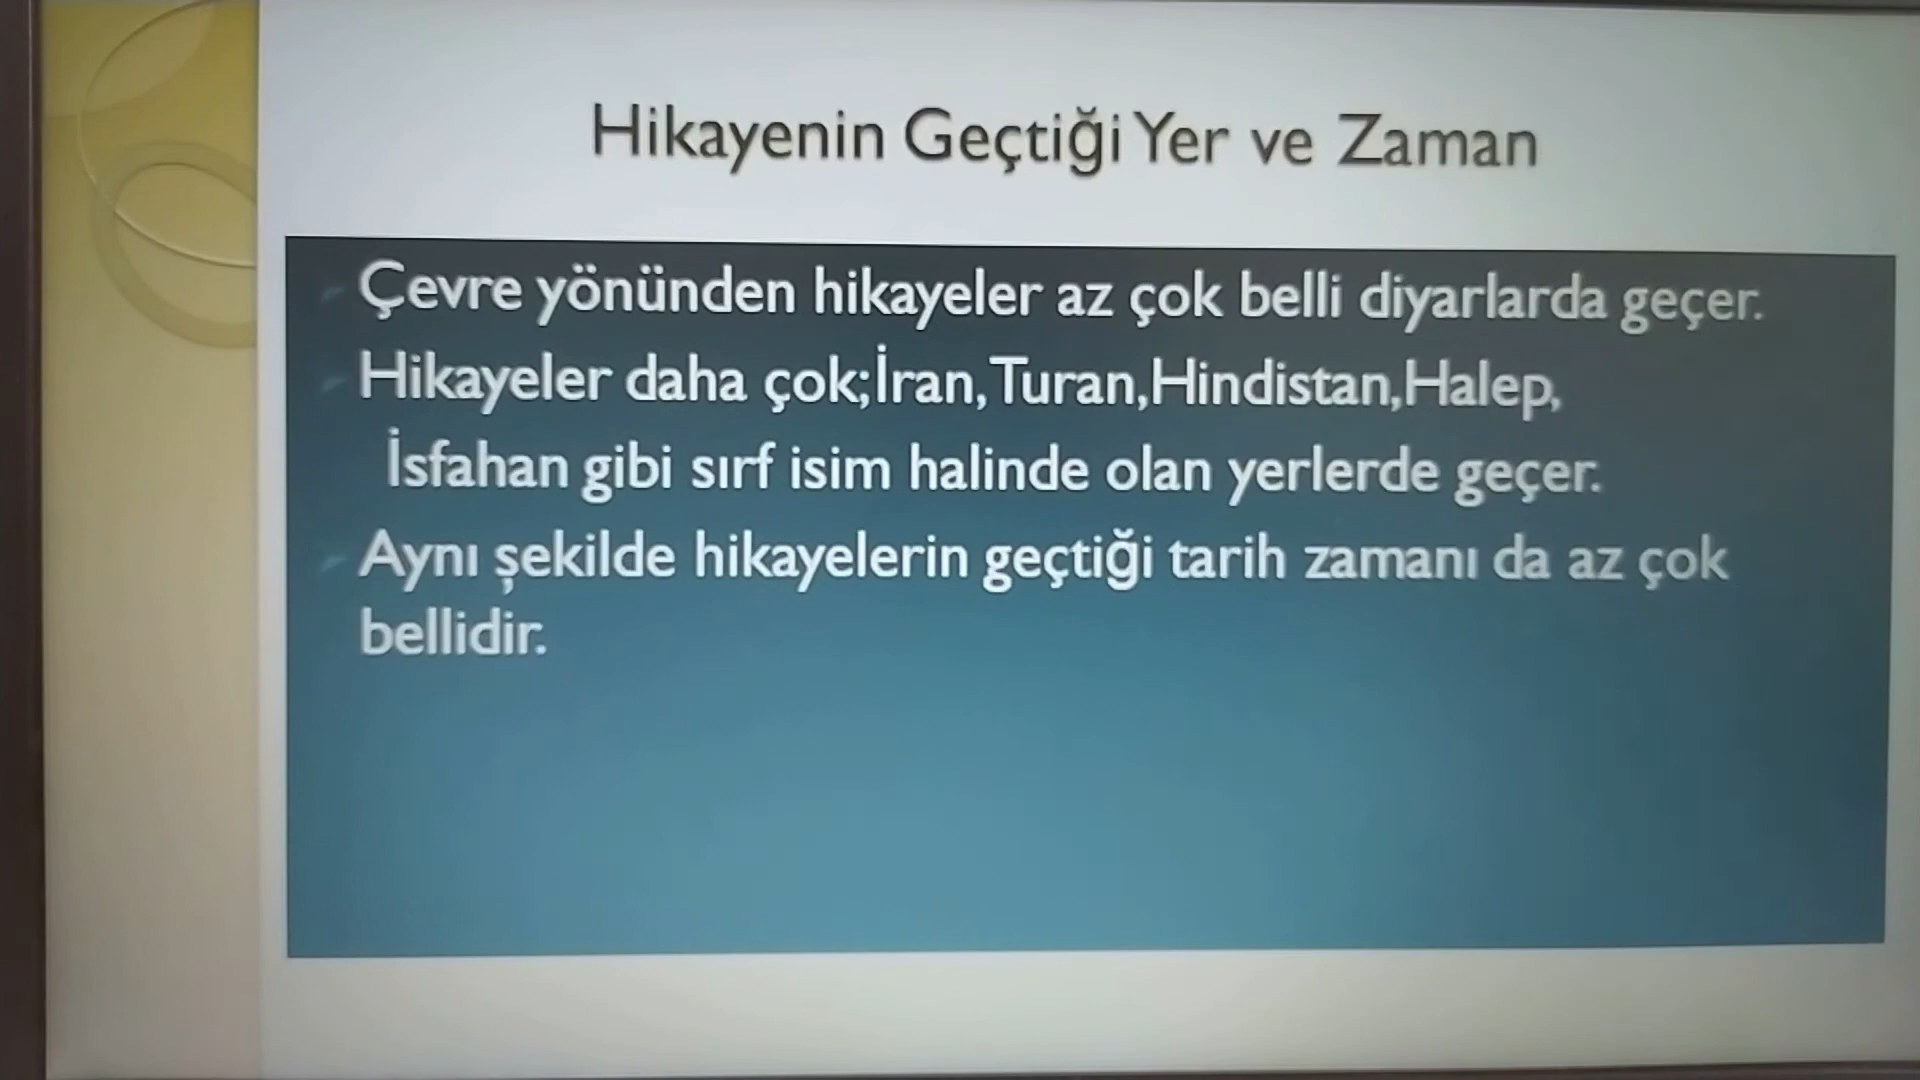 Hikayenin Geçtiği Yer ve Zaman
Çevre yönünden hikayeler az çok belli diyarlarda geçer.
Hikayeler daha çok;İran,Turan,Hindistan,Halep,
İsfahan gibi sırf isim halinde olan yerlerde geçer.
Aynı şekilde hikayelerin geçtiği tarih zamanı da az çok
bellidir.